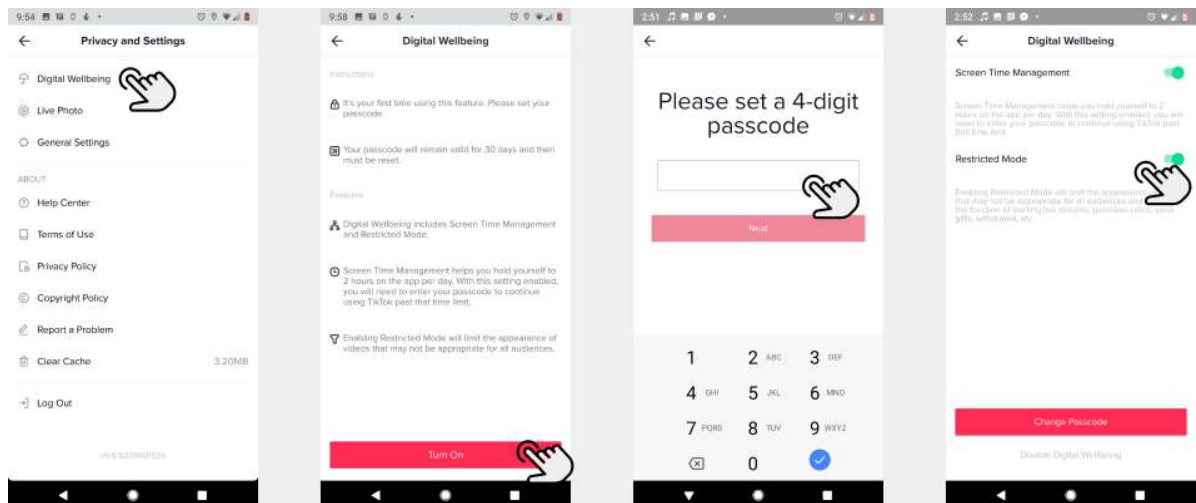 9:54
Privacy and Settings
Digital Wellbeing
Live Photo
General Settings
ABOUT
Help Center
Terms of Use
Privacy Policy
Copyright Policy
Report a Problem
Clear Cache 3.20MB
Log Out
9:58
Digital Wellbeing
Instructions
It's your first time using this feature. Please set your
passcode.
Your passcode will remain valid for 30 days and then
must be reset.
Features
Digital Wellbeing includes Screen Time Management
and Restricted Mode.
Screen Time Management helps you hold yourself to
2 hours on the app per day. With this setting enabled,
you will need to enter your passcode to continue
using TikTok past that time limit.
Enabling Restricted Mode will limit the appearance of
videos that may not be appropriate for all audiences.
Turn On
2:51
Please set a 4-digit
passcode
Next
1 2 ABC 3 DEF
4 GHI 5 JKL 6 MNO
7 PQRS 8 TUV 9 WXYZ
0
2:52
Digital Wellbeing
Screen Time Management
Screen Time Management helps you hold yourself to 2
hours on the app per day. With this setting enabled, you will
need to enter your passcode to continue using TikTok past
that time limit.
Restricted Mode
Enabling Restricted Mode will limit the appearance
that may not be appropriate for all audiences and
the function of starting live streams, purchase coins, send
gifts, withdrawal, etc.
Change Passcode
Disable Digital Wellbeing